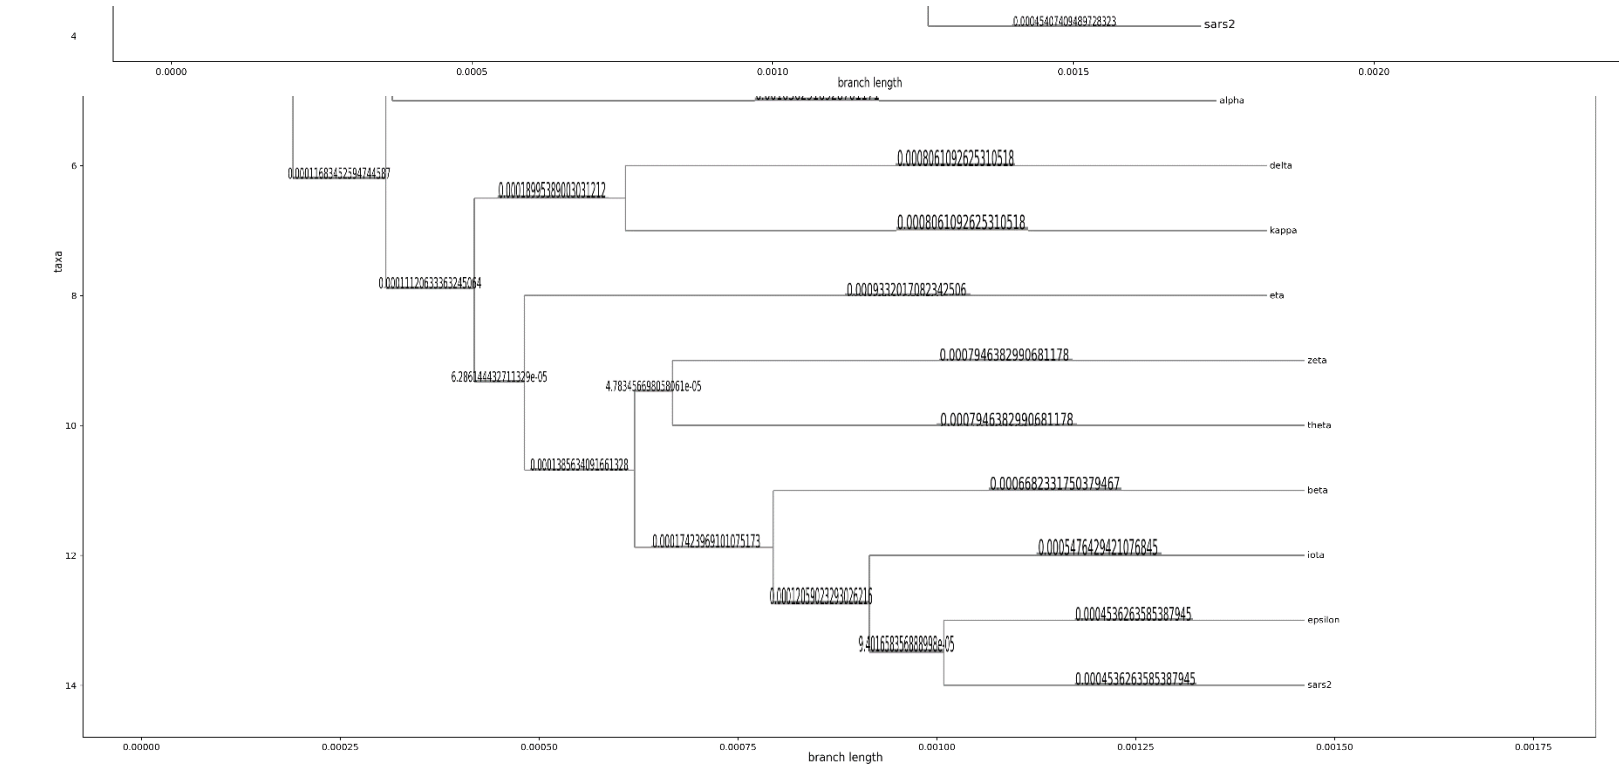 0.00045407409489728323 sars2
4
0.0000 0.0005 0.0010 0.0015 0.0020
branch length
alpha
0.0008061092625310518 delta
6
0.00011683452594744587
0.00018995389003031212
0.0008061092625310518 kappa
taxa
0.00011120633363245064
0.0009332017082342506 eta
8
0.0007946382990681178 zeta
6.286144432711329e-05
4.783456698058061e-05
0.0007946382990681178 theta
10
0.0001385634091661328
0.0006682331750379467 beta
0.00017423969101075173
0.0005476429421076845 iota
12
0.00012059023293026216
0.0004536263585387945 epsilon
9.401658356888998e-05
0.0004536263585387945 sars2
14
0.00000 0.00025 0.00050 0.00075 0.00100 0.00125 0.00150 0.00175
branch length